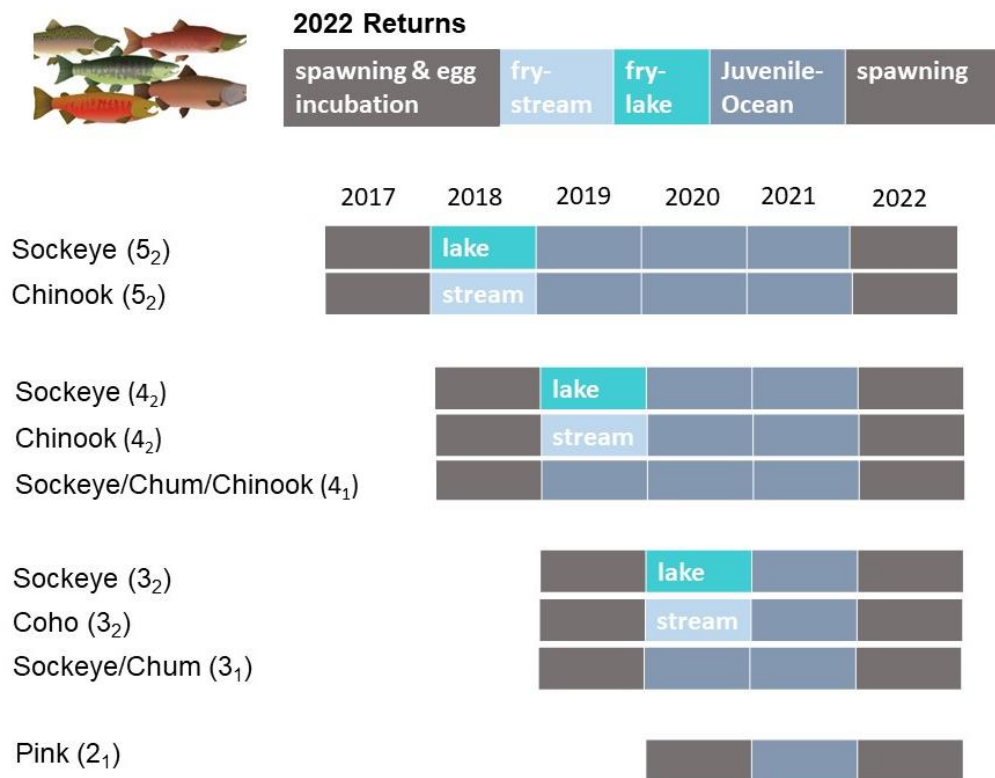 2022 Returns
spawning & egg
incubation
fry-
stream
fry-
lake
Juvenile-
Ocean
spawning
2017 2018 2019 2020 2021 2022
Sockeye (5₂)
lake
Chinook (5₂)
stream
Sockeye (4₂)
lake
Chinook (4₂)
stream
Sockeye/Chum/Chinook (4₁)
Sockeye (3₂)
lake
Coho (3₂)
stream
Sockeye/Chum (3₁)
Pink (2₁)